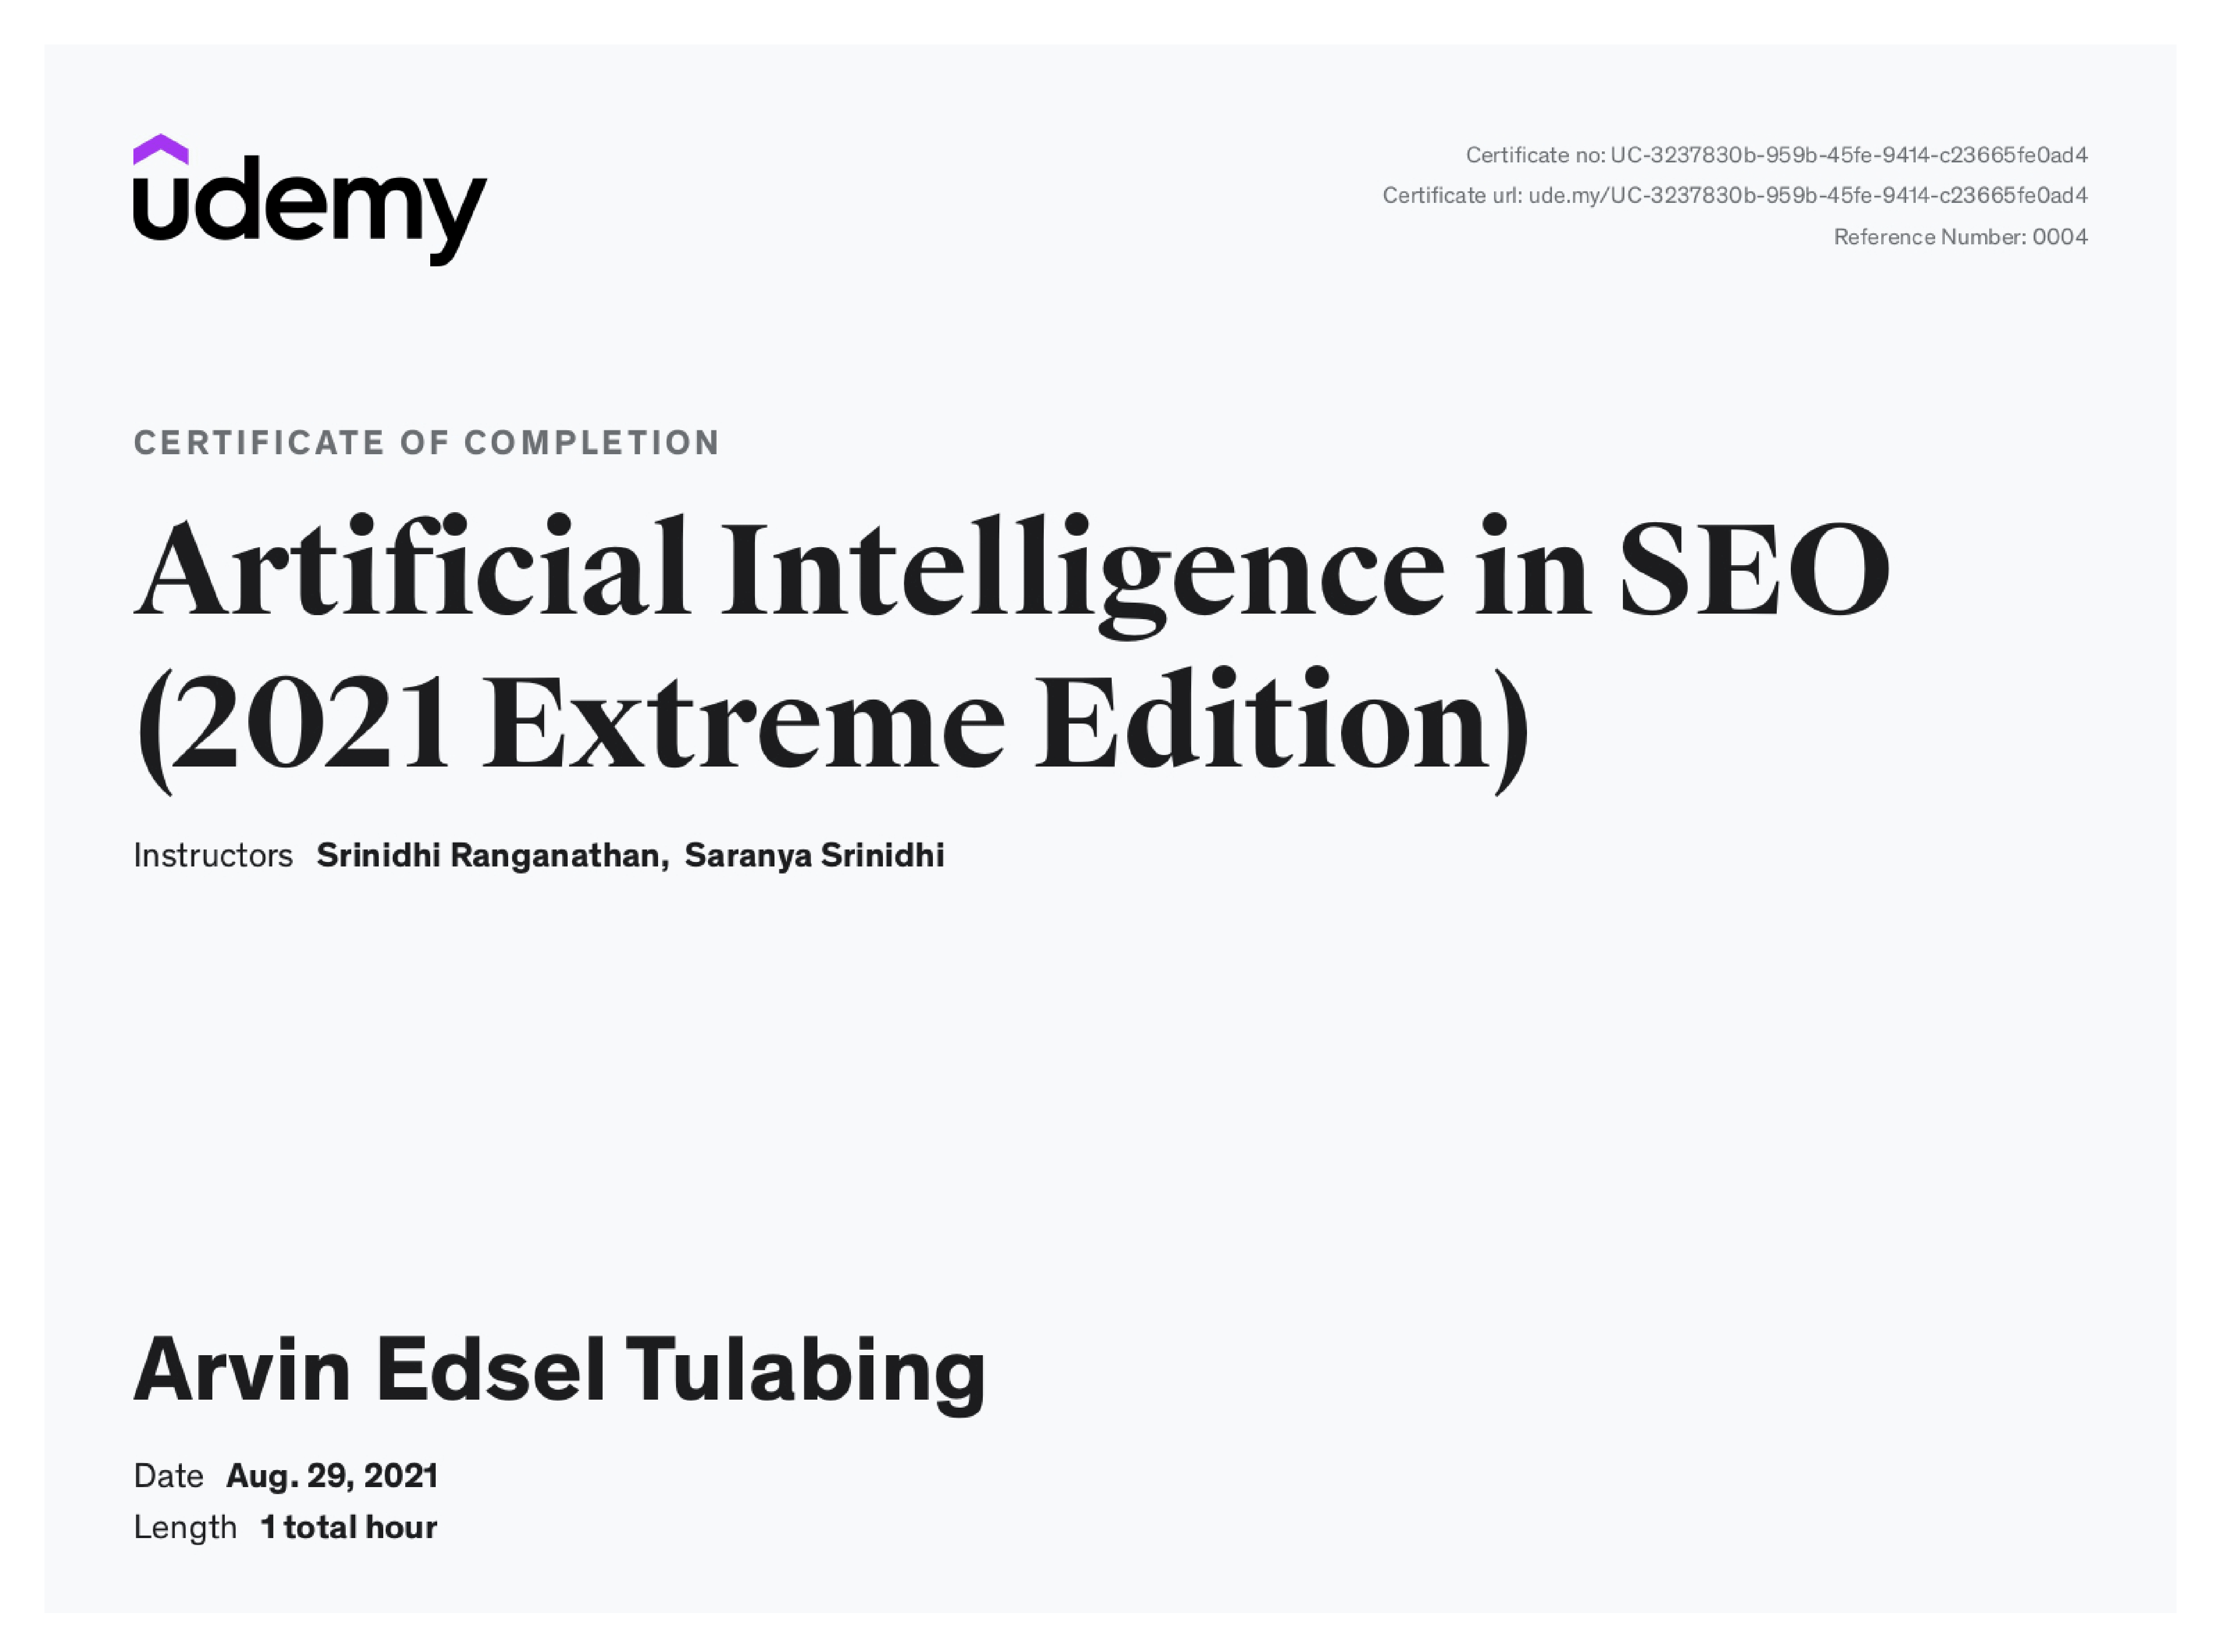 udemy
Certificate no: UC-3237830b-959b-45fe-9414-c23665fe0ad4
Certificate url: ude.my/UC-3237830b-959b-45fe-9414-c23665fe0ad4
Reference Number: 0004
CERTIFICATE OF COMPLETION
Artificial Intelligence in SEO
(2021 Extreme Edition)
Instructors Srinidhi Ranganathan, Saranya Srinidhi
Arvin Edsel Tulabing
Date Aug. 29, 2021
Length 1 total hour